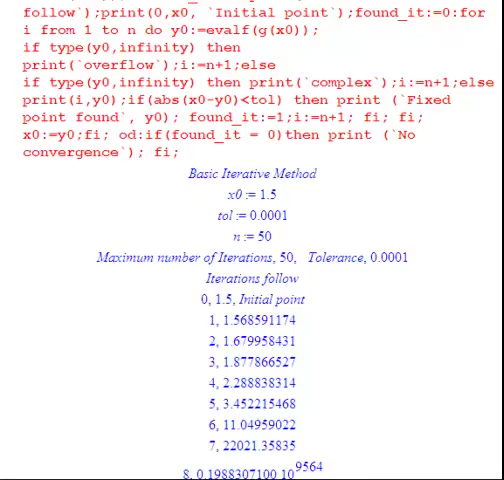 follow`);print(0,x0, `Initial point`);found_it:=0:for
i from 1 to n do y0:=evalf(g(x0));
if type(y0,infinity) then
print(`overflow`);i:=n+1;else
if type(y0,infinity) then print(`complex`);i:=n+1;else
print(i,y0);if(abs(x0-y0)<tol) then print (`Fixed
point found`, y0); found_it:=1;i:=n+1; fi; fi;
x0:=y0;fi; od:if(found_it = 0)then print (`No
convergence`); fi;
Basic Iterative Method
x0 := 1.5
tol := 0.0001
n := 50
Maximum number of Iterations, 50, Tolerance, 0.0001
Iterations follow
0, 1.5, Initial point
1, 1.568591174
2, 1.679958431
3, 1.877866527
4, 2.288838314
5, 3.452215468
6, 11.04959022
7, 22021.35835
8, 0.1988307100 10^9564